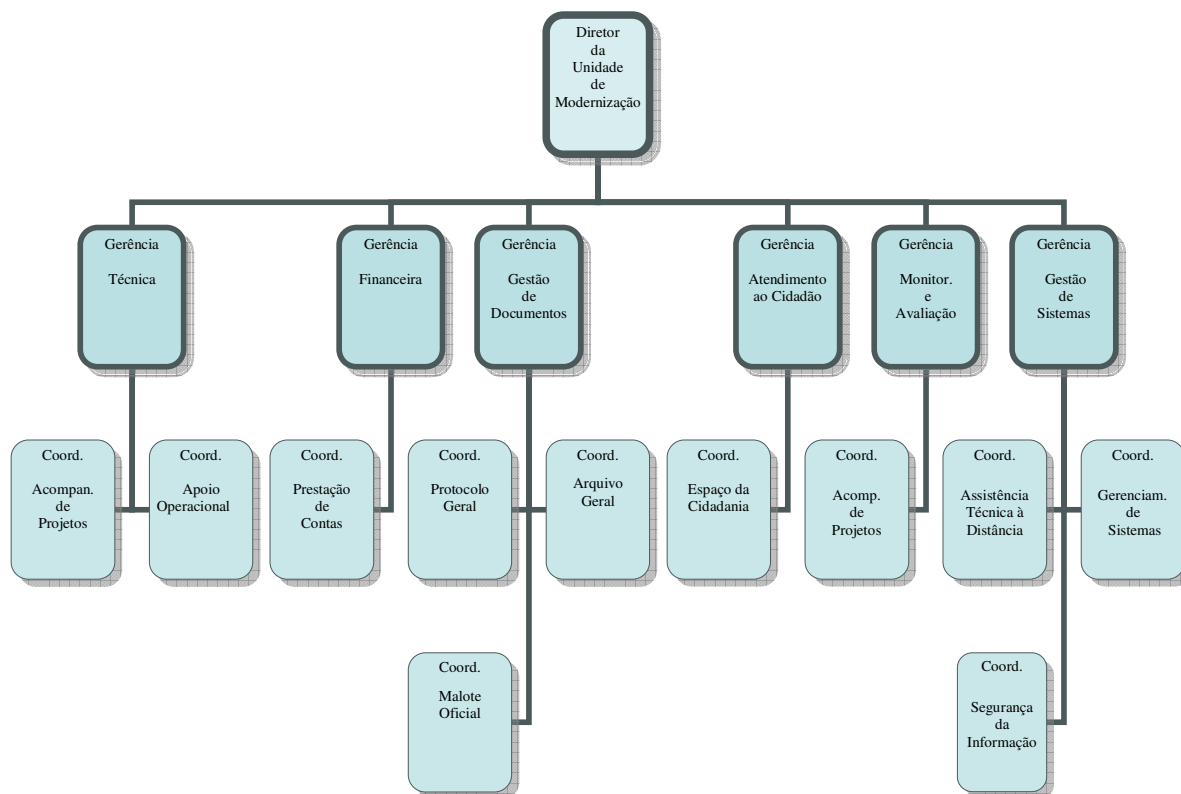 Diretor
da
Unidade
de
Modernização
Gerência
Técnica
Gerência
Financeira
Gerência
Gestão
de
Documentos
Gerência
Atendimento
ao Cidadão
Gerência
Monitor.
e
Avaliação
Gerência
Gestão
de
Sistemas
Coord.
Acompan.
de
Projetos
Coord.
Apoio
Operacional
Coord.
Prestação
de
Contas
Coord.
Protocolo
Geral
Coord.
Arquivo
Geral
Coord.
Espaço da
Cidadania
Coord.
Acomp.
de
Projetos
Coord.
Assistência
Técnica à
Distância
Coord.
Gerenciam.
de
Sistemas
Coord.
Malote
Oficial
Coord.
Segurança
da
Informação